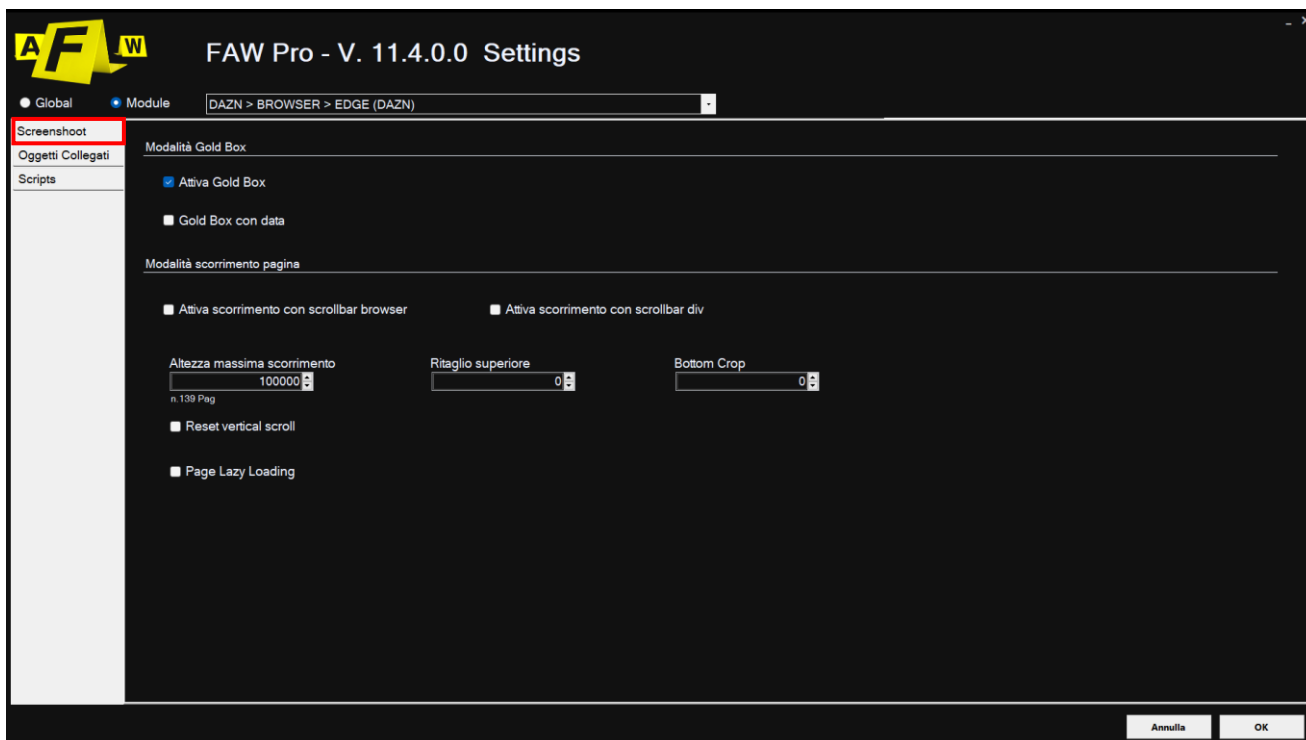 A F W
FAW Pro - V. 11.4.0.0 Settings
Global Module DAZN > BROWSER > EDGE (DAZN)
Screenshoot
Oggetti Collegati
Scripts
Modalità Gold Box
Attiva Gold Box
Gold Box con data
Modalità scorrimento pagina
Attiva scorrimento con scrollbar browser Attiva scorrimento con scrollbar div
Altezza massima scorrimento Ritaglio superiore Bottom Crop
100000 0 0
n.139 Pag
Reset vertical scroll
Page Lazy Loading
Annulla OK